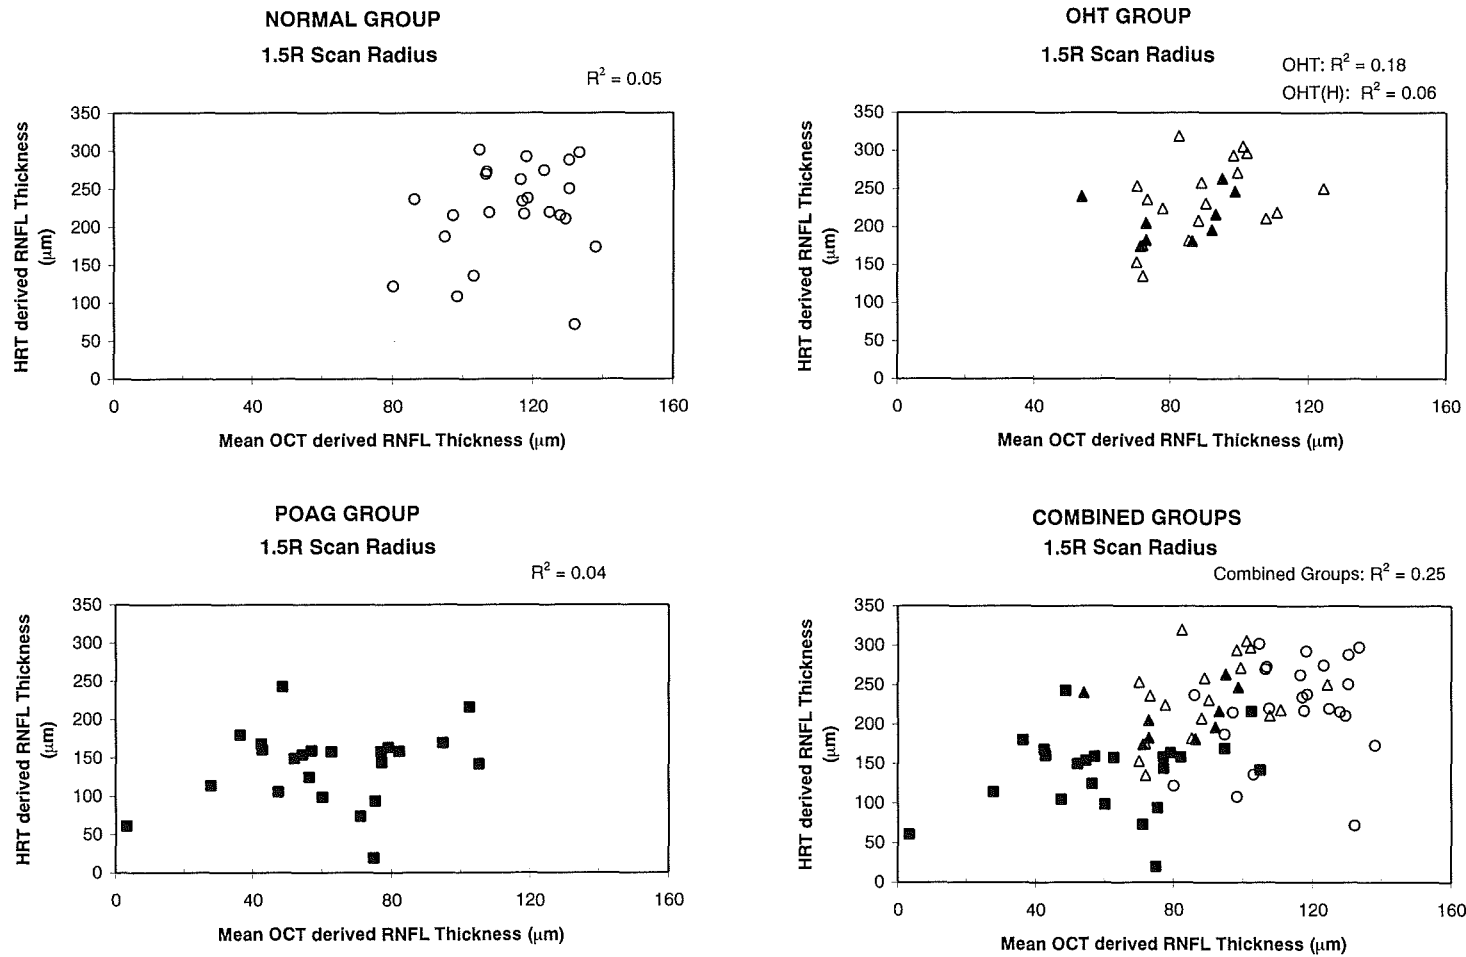 NORMAL GROUP
1.5R Scan Radius
R² = 0.05
HRT derived RNFL Thickness
(μm)
350
300
250
200
150
100
50
0
0 40 80 120 160
Mean OCT derived RNFL Thickness (μm)
OHT GROUP
1.5R Scan Radius
OHT: R² = 0.18
OHT(H): R² = 0.06
HRT derived RNFL Thickness
(μm)
350
300
250
200
150
100
50
0
0 40 80 120 160
Mean OCT derived RNFL Thickness (μm)
POAG GROUP
1.5R Scan Radius
R² = 0.04
HRT derived RNFL Thickness
(μm)
350
300
250
200
150
100
50
0
0 40 80 120 160
Mean OCT derived RNFL Thickness (μm)
COMBINED GROUPS
1.5R Scan Radius
Combined Groups: R² = 0.25
HRT derived RNFL Thickness
(μm)
350
300
250
200
150
100
50
0
0 40 80 120 160
Mean OCT derived RNFL Thickness (μm)